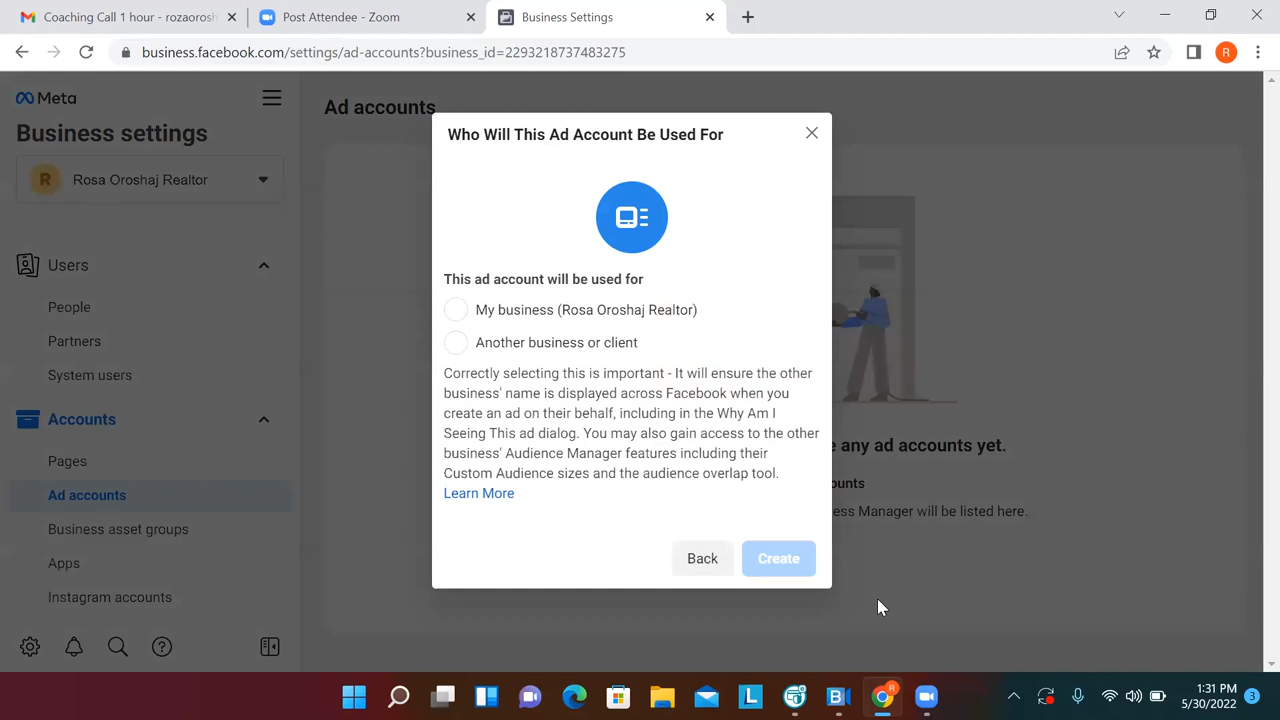 Coaching Call 1 hour - rozaorosh
Post Attendee - Zoom
Business Settings
business.facebook.com/settings/ad-accounts?business_id=2293218737483275
R
Meta
Business settings
R Rosa Oroshaj Realtor
Users
People
Partners
System users
Accounts
Pages
Ad accounts
Business asset groups
Apps
Instagram accounts
Ad accounts
Who Will This Ad Account Be Used For
This ad account will be used for
My business (Rosa Oroshaj Realtor)
Another business or client
Correctly selecting this is important - It will ensure the other
business' name is displayed across Facebook when you
create an ad on their behalf, including in the Why Am I
Seeing This ad dialog. You may also gain access to the other
business' Audience Manager features including their
Custom Audience sizes and the audience overlap tool.
Learn More
Back
Create
e any ad accounts yet.
ounts
ess Manager will be listed here.
L
B
R
1:31 PM
5/30/2022
3